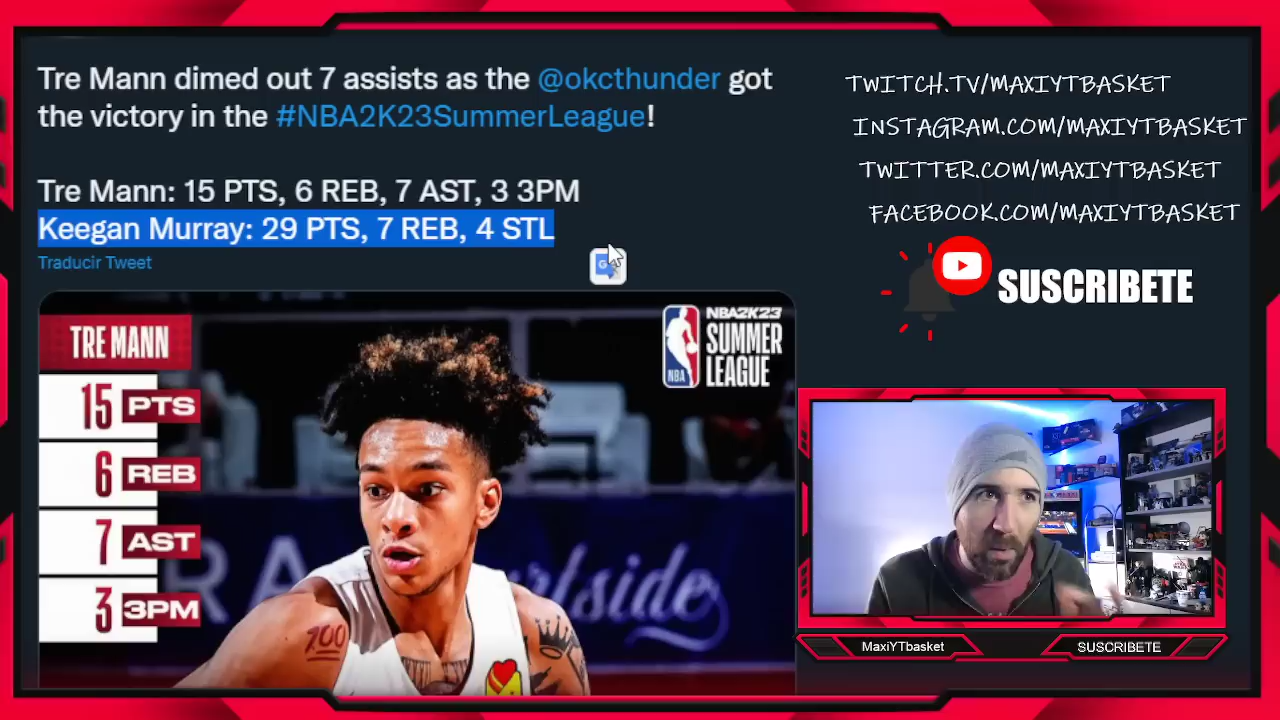 Tre Mann dimed out 7 assists as the @okcthunder got
the victory in the #NBA2K23SummerLeague!
Tre Mann: 15 PTS, 6 REB, 7 AST, 3 3PM
Keegan Murray: 29 PTS, 7 REB, 4 STL
Traducir Tweet
TRE MANN
15 PTS
6 REB
7 AST
3 3PM
NBA2K23
SUMMER
LEAGUE
NBA
100
TWITCH.TV/MAXIYTBASKET
INSTAGRAM.COM/MAXIYTBASKET
TWITTER.COM/MAXIYTBASKET
FACEBOOK.COM/MAXIYTBASKET
SUSCRIBETE
MaxiYTbasket
SUSCRIBETE